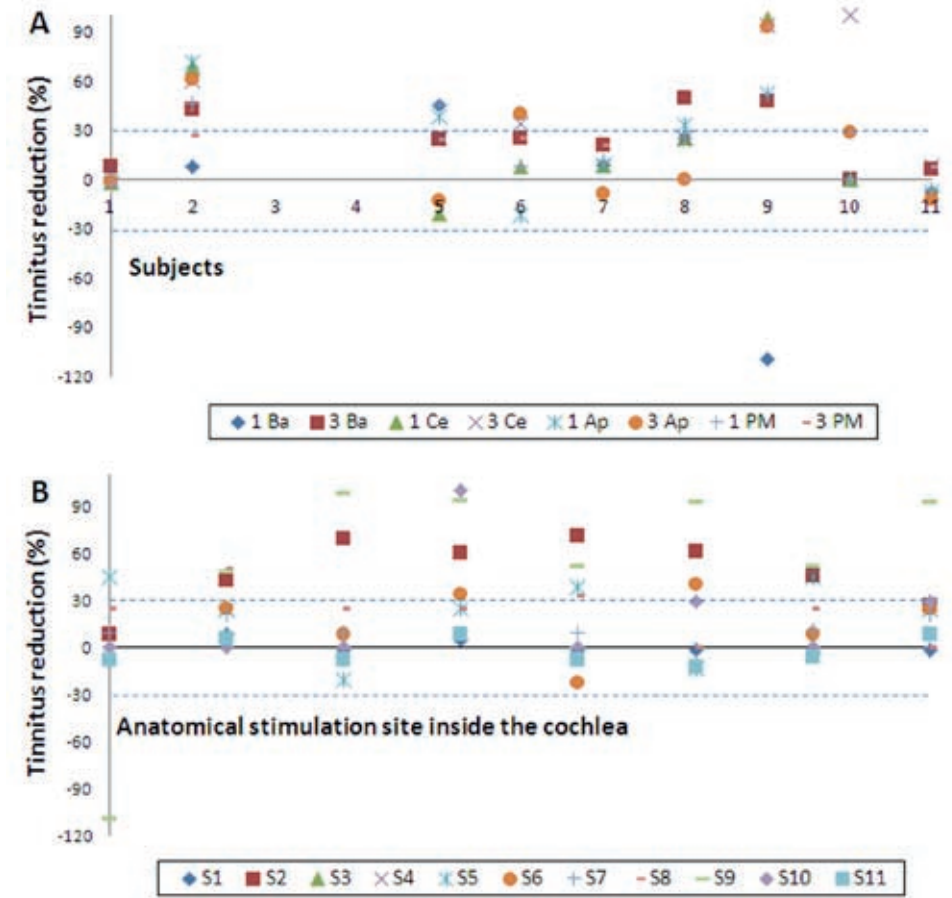 A
Tinnitus reduction (%)
90
60
30
0
1 2 3 4 5 6 7 8 9 10 11
-30
Subjects
-60
-90
-120
1 Ba 3 Ba 1 Ce 3 Ce 1 Ap 3 Ap 1 PM 3 PM
B
Tinnitus reduction (%)
90
60
30
0
1
-30
Anatomical stimulation site inside the cochlea
-60
-90
-120
S1 S2 S3 S4 S5 S6 S7 S8 S9 S10 S11